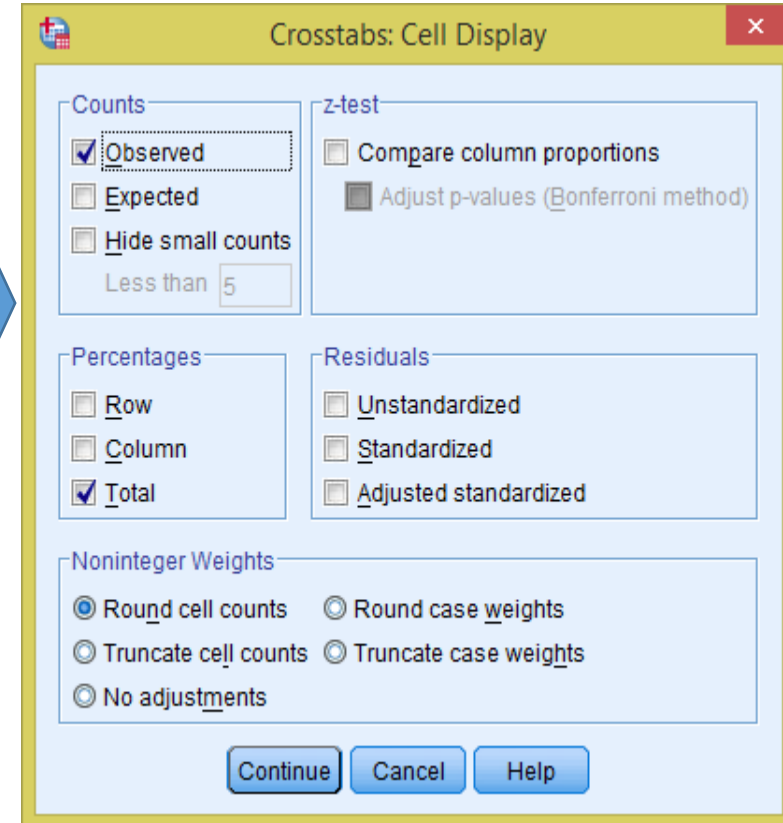 Crosstabs: Cell Display
Counts
Observed
Expected
Hide small counts
Less than 5
z-test
Compare column proportions
Adjust p-values (Bonferroni method)
Percentages
Row
Column
Total
Residuals
Unstandardized
Standardized
Adjusted standardized
Noninteger Weights
Round cell counts
Round case weights
Truncate cell counts
Truncate case weights
No adjustments
Continue
Cancel
Help